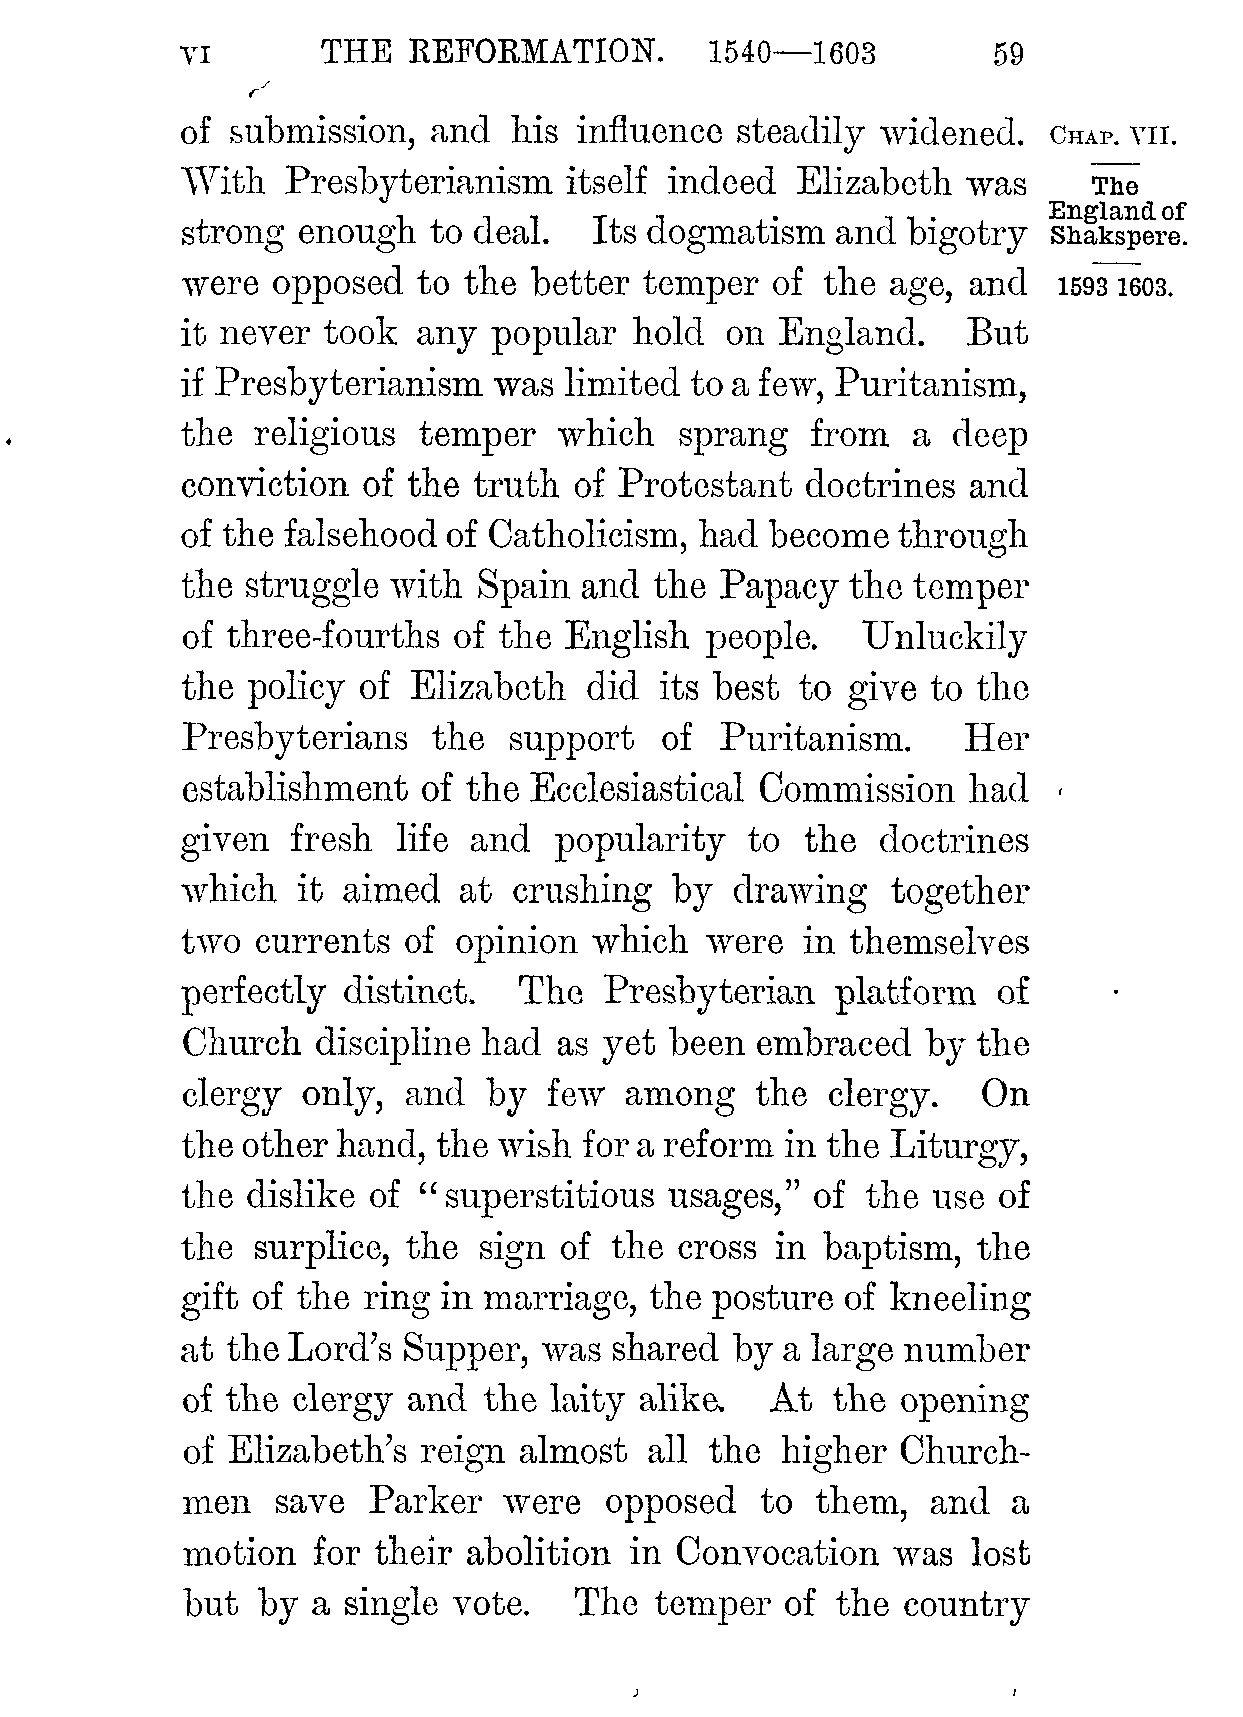 VI THE REFORMATION. 1540—1603 59
of submission, and his influence steadily widened.
With Presbyterianism itself indeed Elizabeth was
strong enough to deal. Its dogmatism and bigotry
were opposed to the better temper of the age, and
it never took any popular hold on England. But
if Presbyterianism was limited to a few, Puritanism,
the religious temper which sprang from a deep
conviction of the truth of Protestant doctrines and
of the falsehood of Catholicism, had become through
the struggle with Spain and the Papacy the temper
of three-fourths of the English people. Unluckily
the policy of Elizabeth did its best to give to the
Presbyterians the support of Puritanism. Her
establishment of the Ecclesiastical Commission had
given fresh life and popularity to the doctrines
which it aimed at crushing by drawing together
two currents of opinion which were in themselves
perfectly distinct. The Presbyterian platform of
Church discipline had as yet been embraced by the
clergy only, and by few among the clergy. On
the other hand, the wish for a reform in the Liturgy,
the dislike of "superstitious usages," of the use of
the surplice, the sign of the cross in baptism, the
gift of the ring in marriage, the posture of kneeling
at the Lord's Supper, was shared by a large number
of the clergy and the laity alike. At the opening
of Elizabeth's reign almost all the higher Church-
men save Parker were opposed to them, and a
motion for their abolition in Convocation was lost
but by a single vote. The temper of the country
CHAP. VII.
The
England of
Shakspere.
1593 1603.